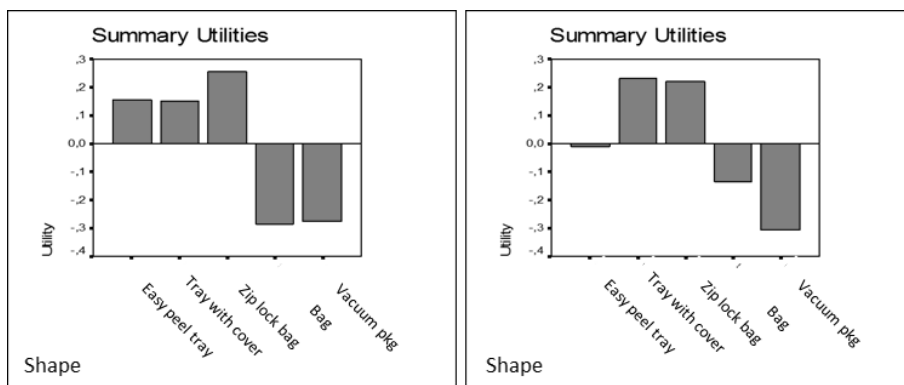 Summary Utilities
,3
,2
,1
0,0
-,1
-,2
-,3
-,4
Utility
Easy peel tray
Tray with cover
Zip lock bag
Bag
Vacuum pkg
Shape
Summary Utilities
,3
,2
,1
0,0
-,1
-,2
-,3
-,4
Utility
Easy peel tray
Tray with cover
Zip lock bag
Bag
Vacuum pkg
Shape